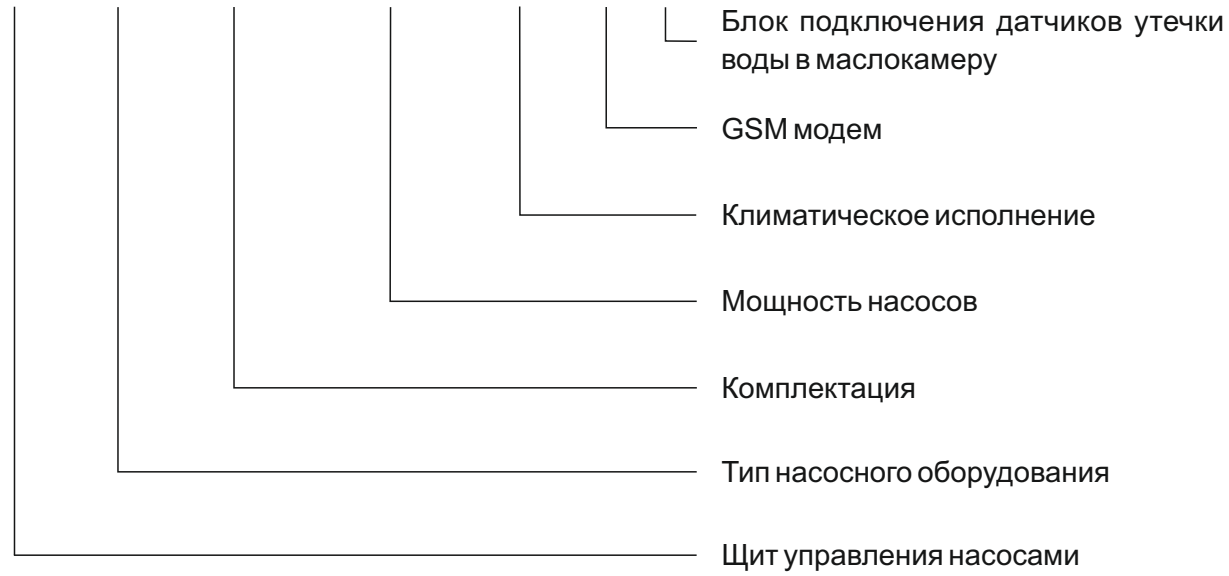 Блок подключения датчиков утечки
воды в маслокамеру
GSM модем
Климатическое исполнение
Мощность насосов
Комплектация
Тип насосного оборудования
Щит управления насосами